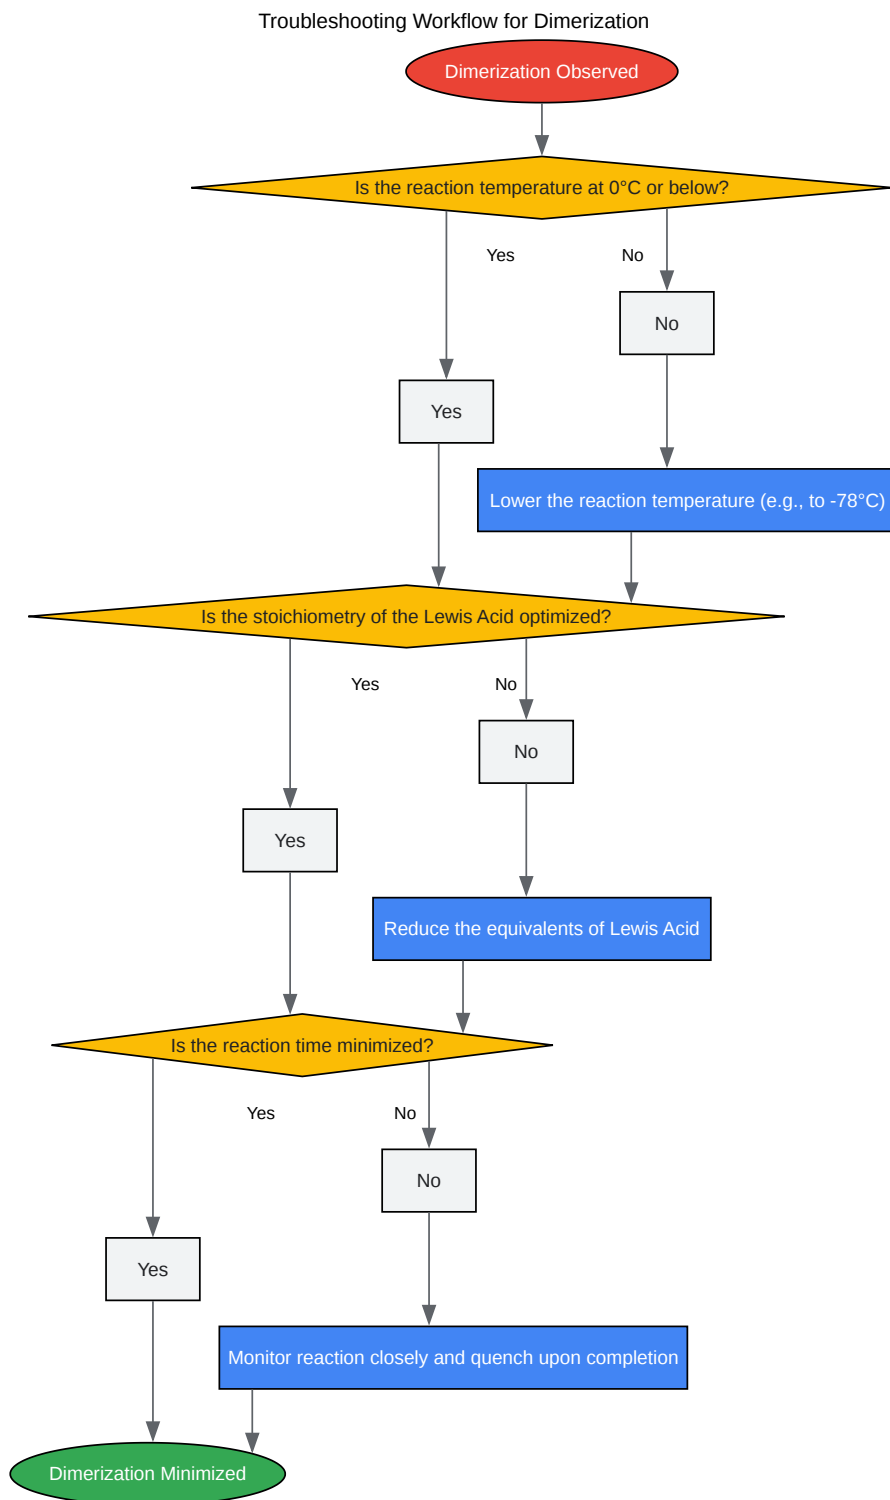 Troubleshooting Workflow for Dimerization
Dimerization Observed
Is the reaction temperature at 0°C or below?
Yes
No
No
Yes
Lower the reaction temperature (e.g., to -78°C)
Is the stoichiometry of the Lewis Acid optimized?
Yes
No
No
Yes
Reduce the equivalents of Lewis Acid
Is the reaction time minimized?
Yes
No
No
Yes
Monitor reaction closely and quench upon completion
Dimerization Minimized